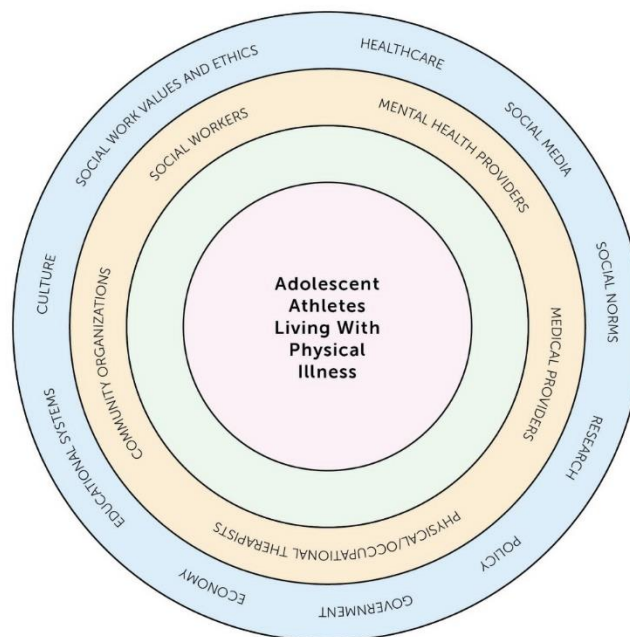 HEALTHCARE
SOCIAL MEDIA
SOCIAL NORMS
RESEARCH
POLICY
GOVERNMENT
ECONOMY
EDUCATIONAL SYSTEMS
CULTURE
SOCIAL WORK VALUES AND ETHICS
SOCIAL WORKERS
MENTAL HEALTH PROVIDERS
MEDICAL PROVIDERS
PHYSICAL/OCCUPATIONAL THERAPISTS
COMMUNITY ORGANIZATIONS
Adolescent
Athletes
Living With
Physical
Illness